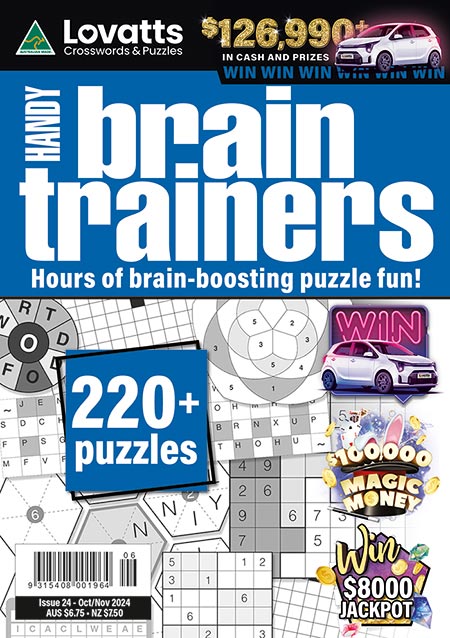 Lovatts
Crosswords & Puzzles
$126,990+
IN CASH AND PRIZES
WIN WIN WIN WIN WIN WIN
HANDY
brain
trainers
Hours of brain-boosting puzzle fun!
WIN
220+
puzzles
$100,000
MAGIC
MONEY
Win
$8000
JACKPOT
06
9 315408 001964
Issue 24 - Oct/Nov 2024
AUS $6.75 • NZ $7.50
ICACLWEAE